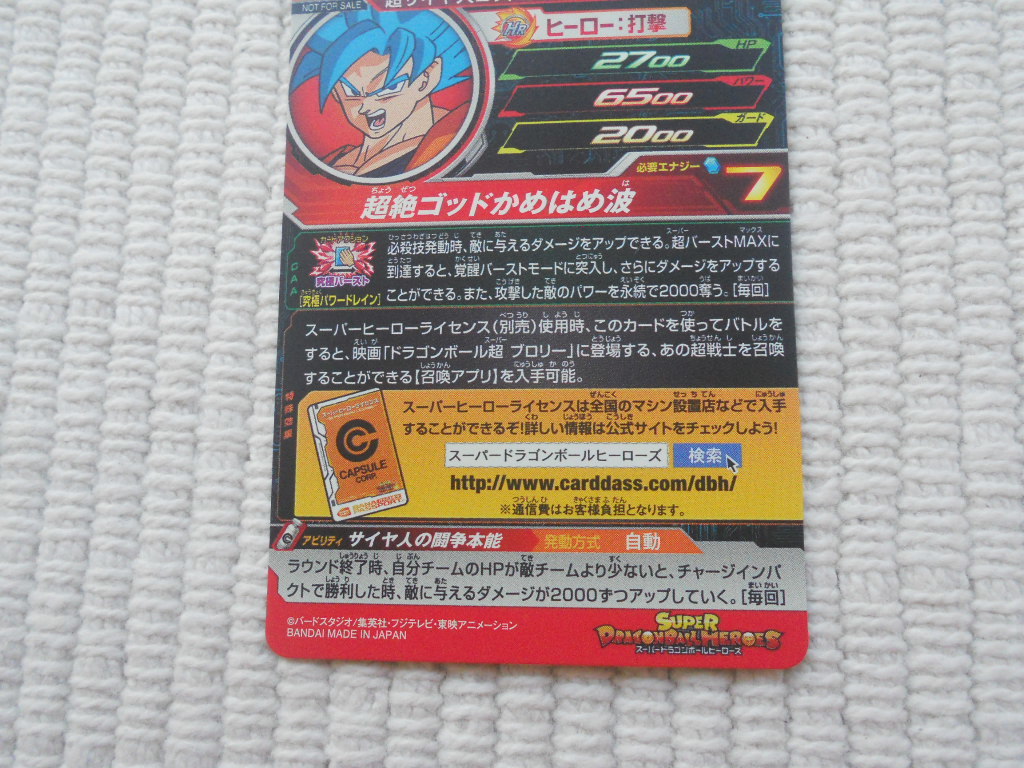 NOT FOR SALE
HR ヒーロー:打撃
HP
2700
パワー
6500
ガード
2000
必要エナジー 7
ちょう ぜつ は
超絶ゴッドかめはめ波
カードアクション
究極バースト
[究極パワードレイン]
CAA
必殺技発動時、敵に与えるダメージをアップできる。超バーストMAXに
到達すると、覚醒バーストモードに突入し、さらにダメージをアップする
ことができる。また、攻撃した敵のパワーを永続で2000奪う。[毎回]
特殊効果
スーパーヒーローライセンス(別売)使用時、このカードを使ってバトルを
すると、映画「ドラゴンボール超 ブロリー」に登場する、あの超戦士を召喚
することができる【召喚アプリ】を入手可能。
スーパーヒーローライセンスは全国のマシン設置店などで入手
することができるぞ!詳しい情報は公式サイトをチェックしよう!
CAPSULE
CORP.
スーパードラゴンボールヒーローズ 検索
http://www.carddass.com/dbh/
※通信費はお客様負担となります。
アビリティ サイヤ人の闘争本能 発動方式 自動
ラウンド終了時、自分チームのHPが敵チームより少ないと、チャージインパ
クトで勝利した時、敵に与えるダメージが2000ずつアップしていく。[毎回]
©バードスタジオ/集英社・フジテレビ・東映アニメーション
BANDAI MADE IN JAPAN
SUPER
DRAGONBALL HEROES
スーパードラゴンボールヒーローズ